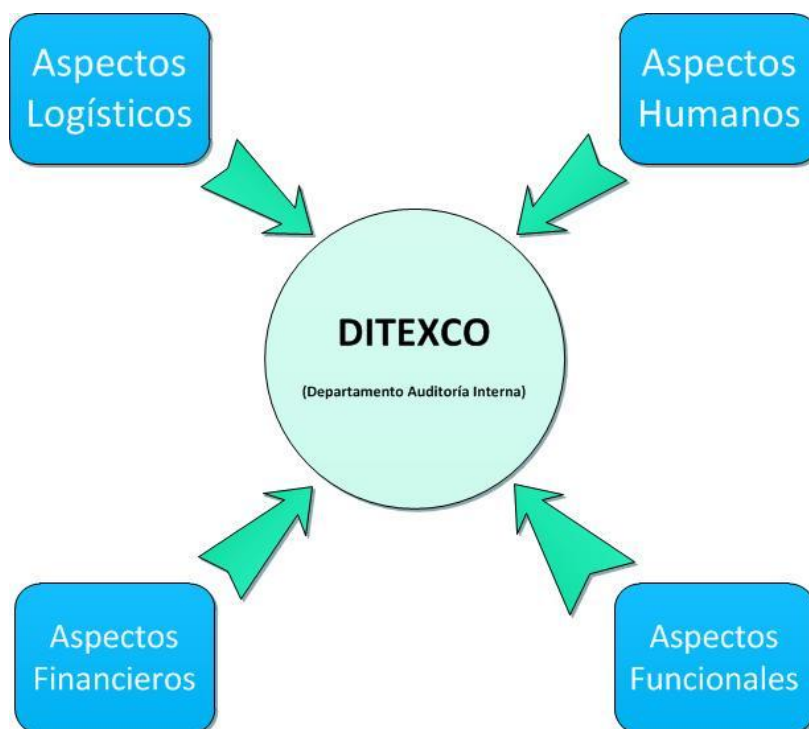 Aspectos
Logísticos
Aspectos
Humanos
DITEXCO
(Departamento Auditoría Interna)
Aspectos
Financieros
Aspectos
Funcionales